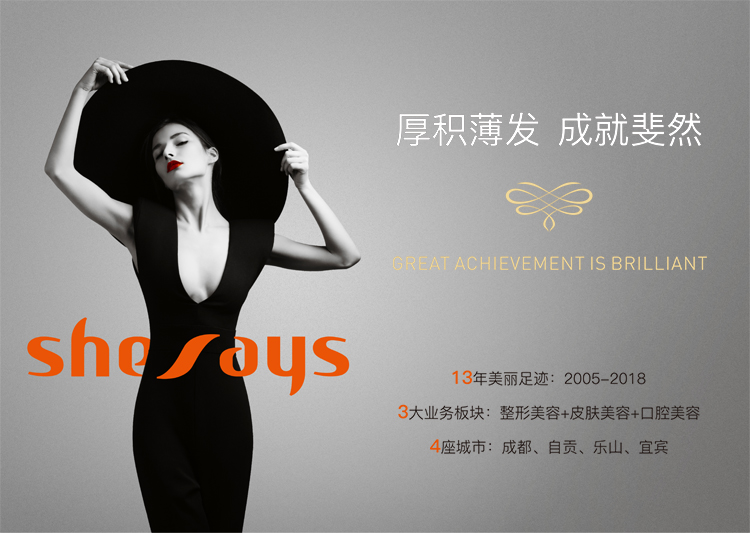 厚积薄发 成就斐然
GREAT ACHIEVEMENT IS BRILLIANT
shesays
13年美丽足迹：2005-2018
3大业务板块：整形美容+皮肤美容+口腔美容
4座城市：成都、自贡、乐山、宜宾